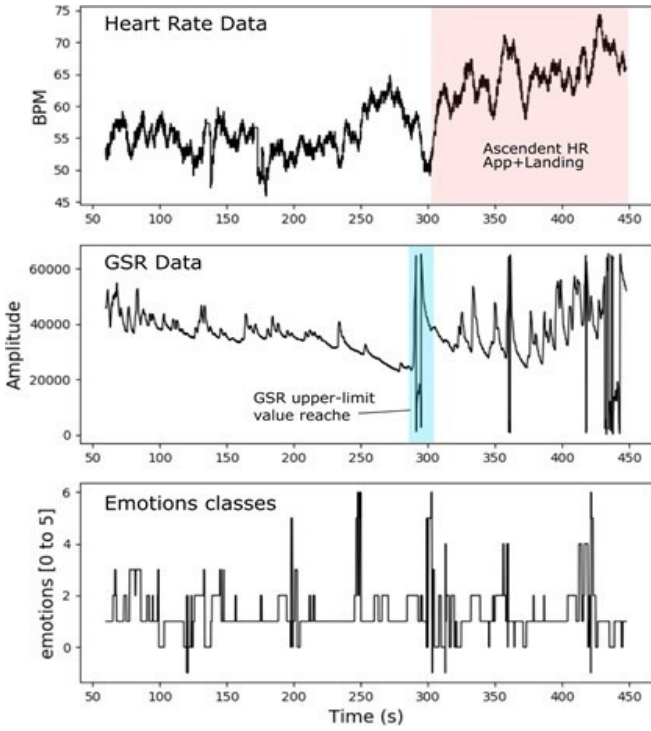 Heart Rate Data
BPM
75
70
65
60
55
50
45
Ascendent HR
App+Landing
50 100 150 200 250 300 350 400 450
GSR Data
Amplitude
60000
40000
20000
0
GSR upper-limit
value reache
50 100 150 200 250 300 350 400 450
Emotions classes
emotions [0 to 5]
6
4
2
0
50 100 150 200 250 300 350 400 450
Time (s)